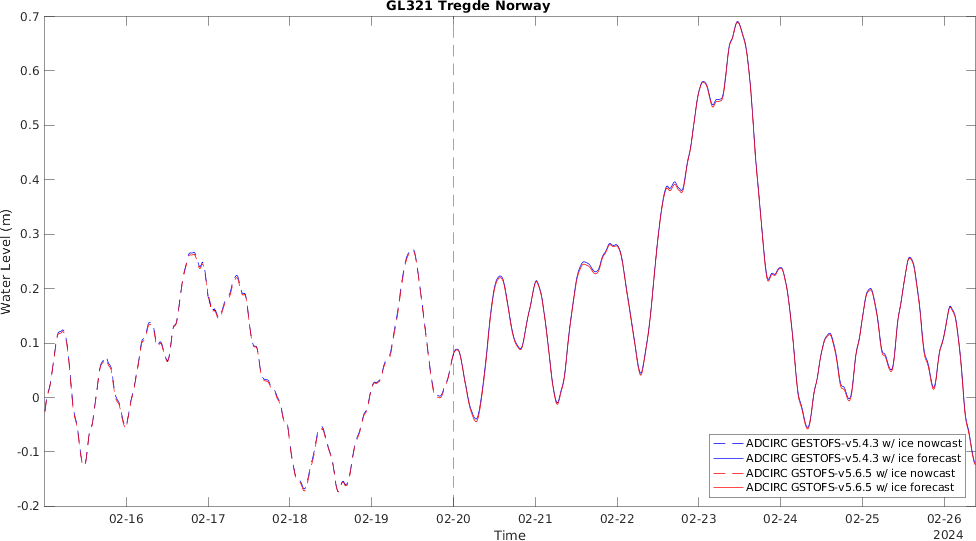 GL321 Tregde Norway
0.7
0.6
0.5
0.4
0.3
0.2
0.1
0
-0.1
-0.2
Water Level (m)
02-16 02-17 02-18 02-19 02-20 02-21 02-22 02-23 02-24 02-25 02-26
Time
2024
ADCIRC GESTOFS-v5.4.3 w/ ice nowcast
ADCIRC GESTOFS-v5.4.3 w/ ice forecast
ADCIRC GSTOFS-v5.6.5 w/ ice nowcast
ADCIRC GSTOFS-v5.6.5 w/ ice forecast